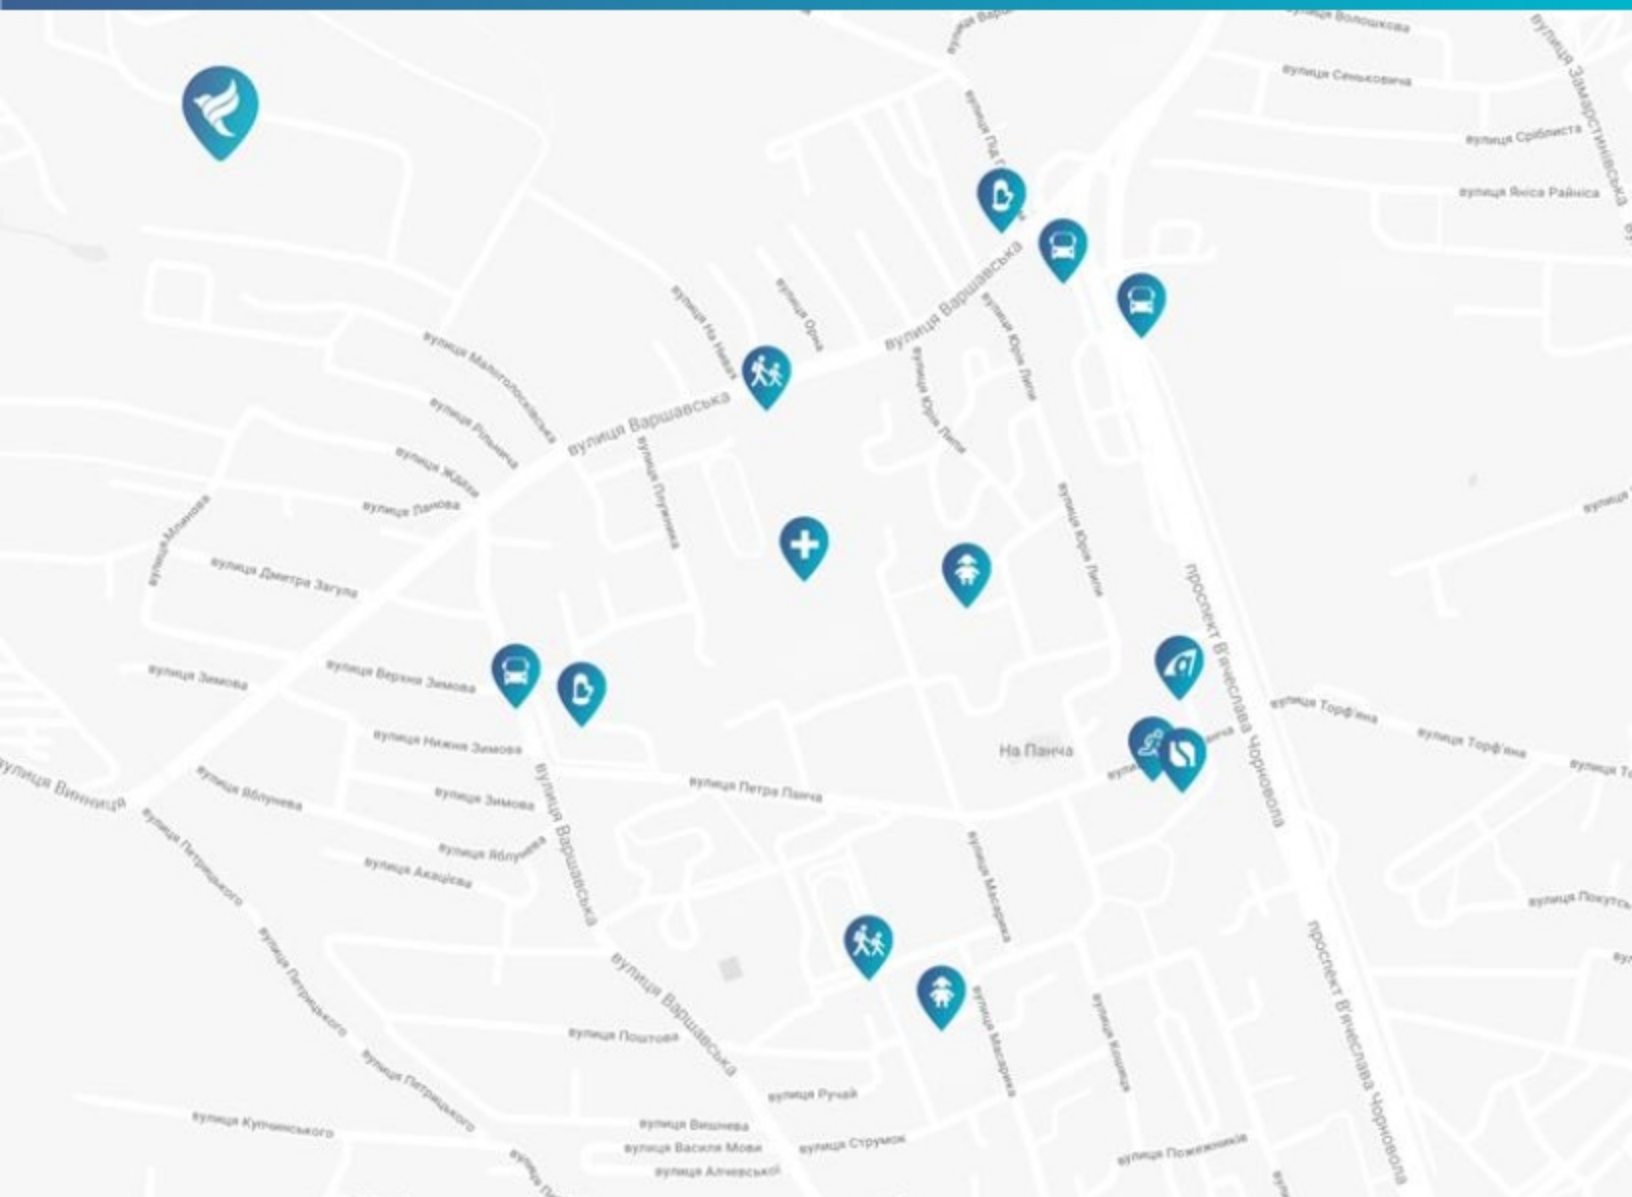 вулиця Волошкова
вулиця Сеньковича
вулиця Замарстинівська
вулиця Сріблиста
вулиця Яніса Райніса
вулиця Під
вулиця Варшавська
вулиця На Нивах
вулиця Орна
вулиця Юрія Липи
вулиця Юрія Липи
вулиця Малоголосківська
вулиця Варшавська
вулиця Рільнича
вулиця Плужника
вулиця Ждахи
вулиця Ланова
вулиця Млинова
вулиця Юрія Липи
вулиця Дмитра Загула
проспект В'ячеслава Чорновола
вулиця Верхня Зимова
вулиця Зимова
вулиця Торф'яна
вулиця Торф'яна
вулиця Нижня Зимова
На Панча
вулиця Винниця
вулиця Яблунева
вулиця Петра Панча
вулиця Зимова
вулиця Варшавська
вулиця Петрицького
вулиця Яблунева
вулиця Акацієва
вулиця Масарика
проспект В'ячеслава Чорновола
вулиця Петрицького
вулиця Варшавська
вулиця Масарика
вулиця Кошиця
вулиця Поштова
вулиця Петрицького
вулиця Ручай
вулиця Купчинського
вулиця Вишнева
вулиця Василя Мови
вулиця Струмок
вулиця Пожежників
вулиця Алчевської